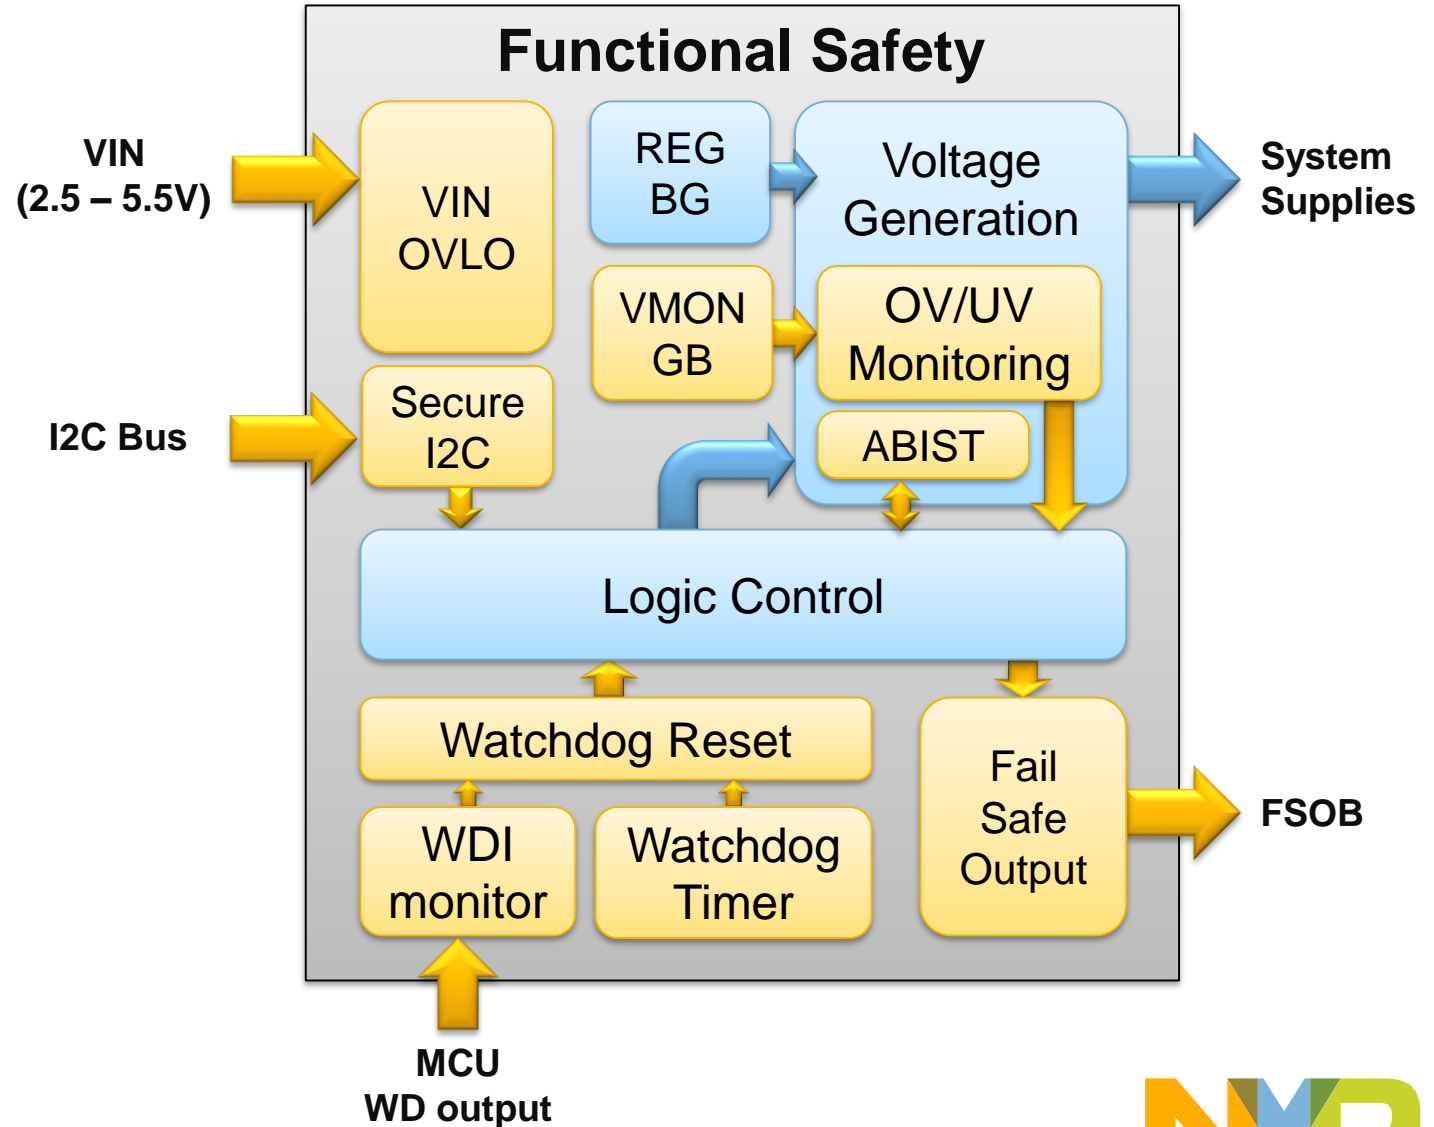 Functional Safety
VIN
(2.5 – 5.5V)
VIN
OVLO
REG
BG
Voltage
Generation
System
Supplies
VMON
GB
OV/UV
Monitoring
I2C Bus
Secure
I2C
ABIST
Logic Control
Watchdog Reset
WDI
monitor
Watchdog
Timer
Fail
Safe
Output
FSOB
MCU
WD output
NXP